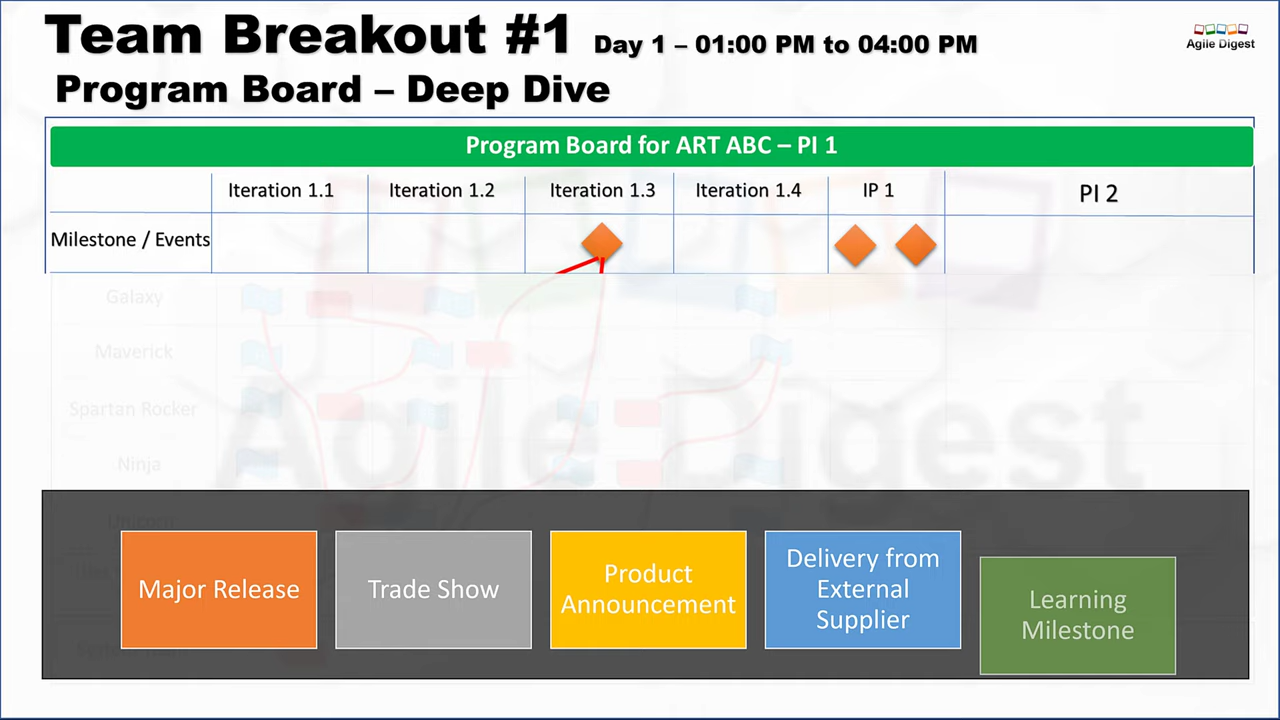 Team Breakout #1 Day 1 – 01:00 PM to 04:00 PM
Agile Digest
Program Board – Deep Dive
Program Board for ART ABC – PI 1
Iteration 1.1 Iteration 1.2 Iteration 1.3 Iteration 1.4 IP 1 PI 2
Milestone / Events
Galaxy
Maverick
Spartan Rocker
Agile Digest
Ninja
Unicorn
Major Release
Trade Show
Product
Announcement
Delivery from
External
Supplier
Learning
Milestone